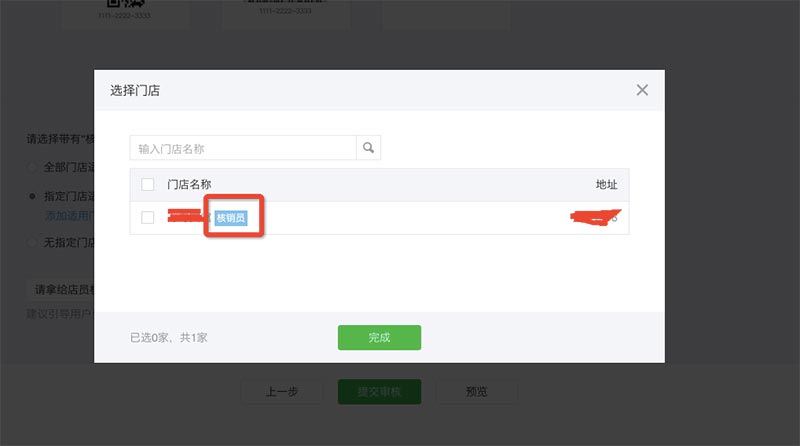 1111-2222-3333
1111-2222-3333
选择门店
请选择带有"核
输入门店名称
全部门店适
门店名称 地址
指定门店适
核销员
添加适用门
无指定门店
请拿给店员核
建议引导用户
已选0家，共1家 完成
上一步 提交审核 预览